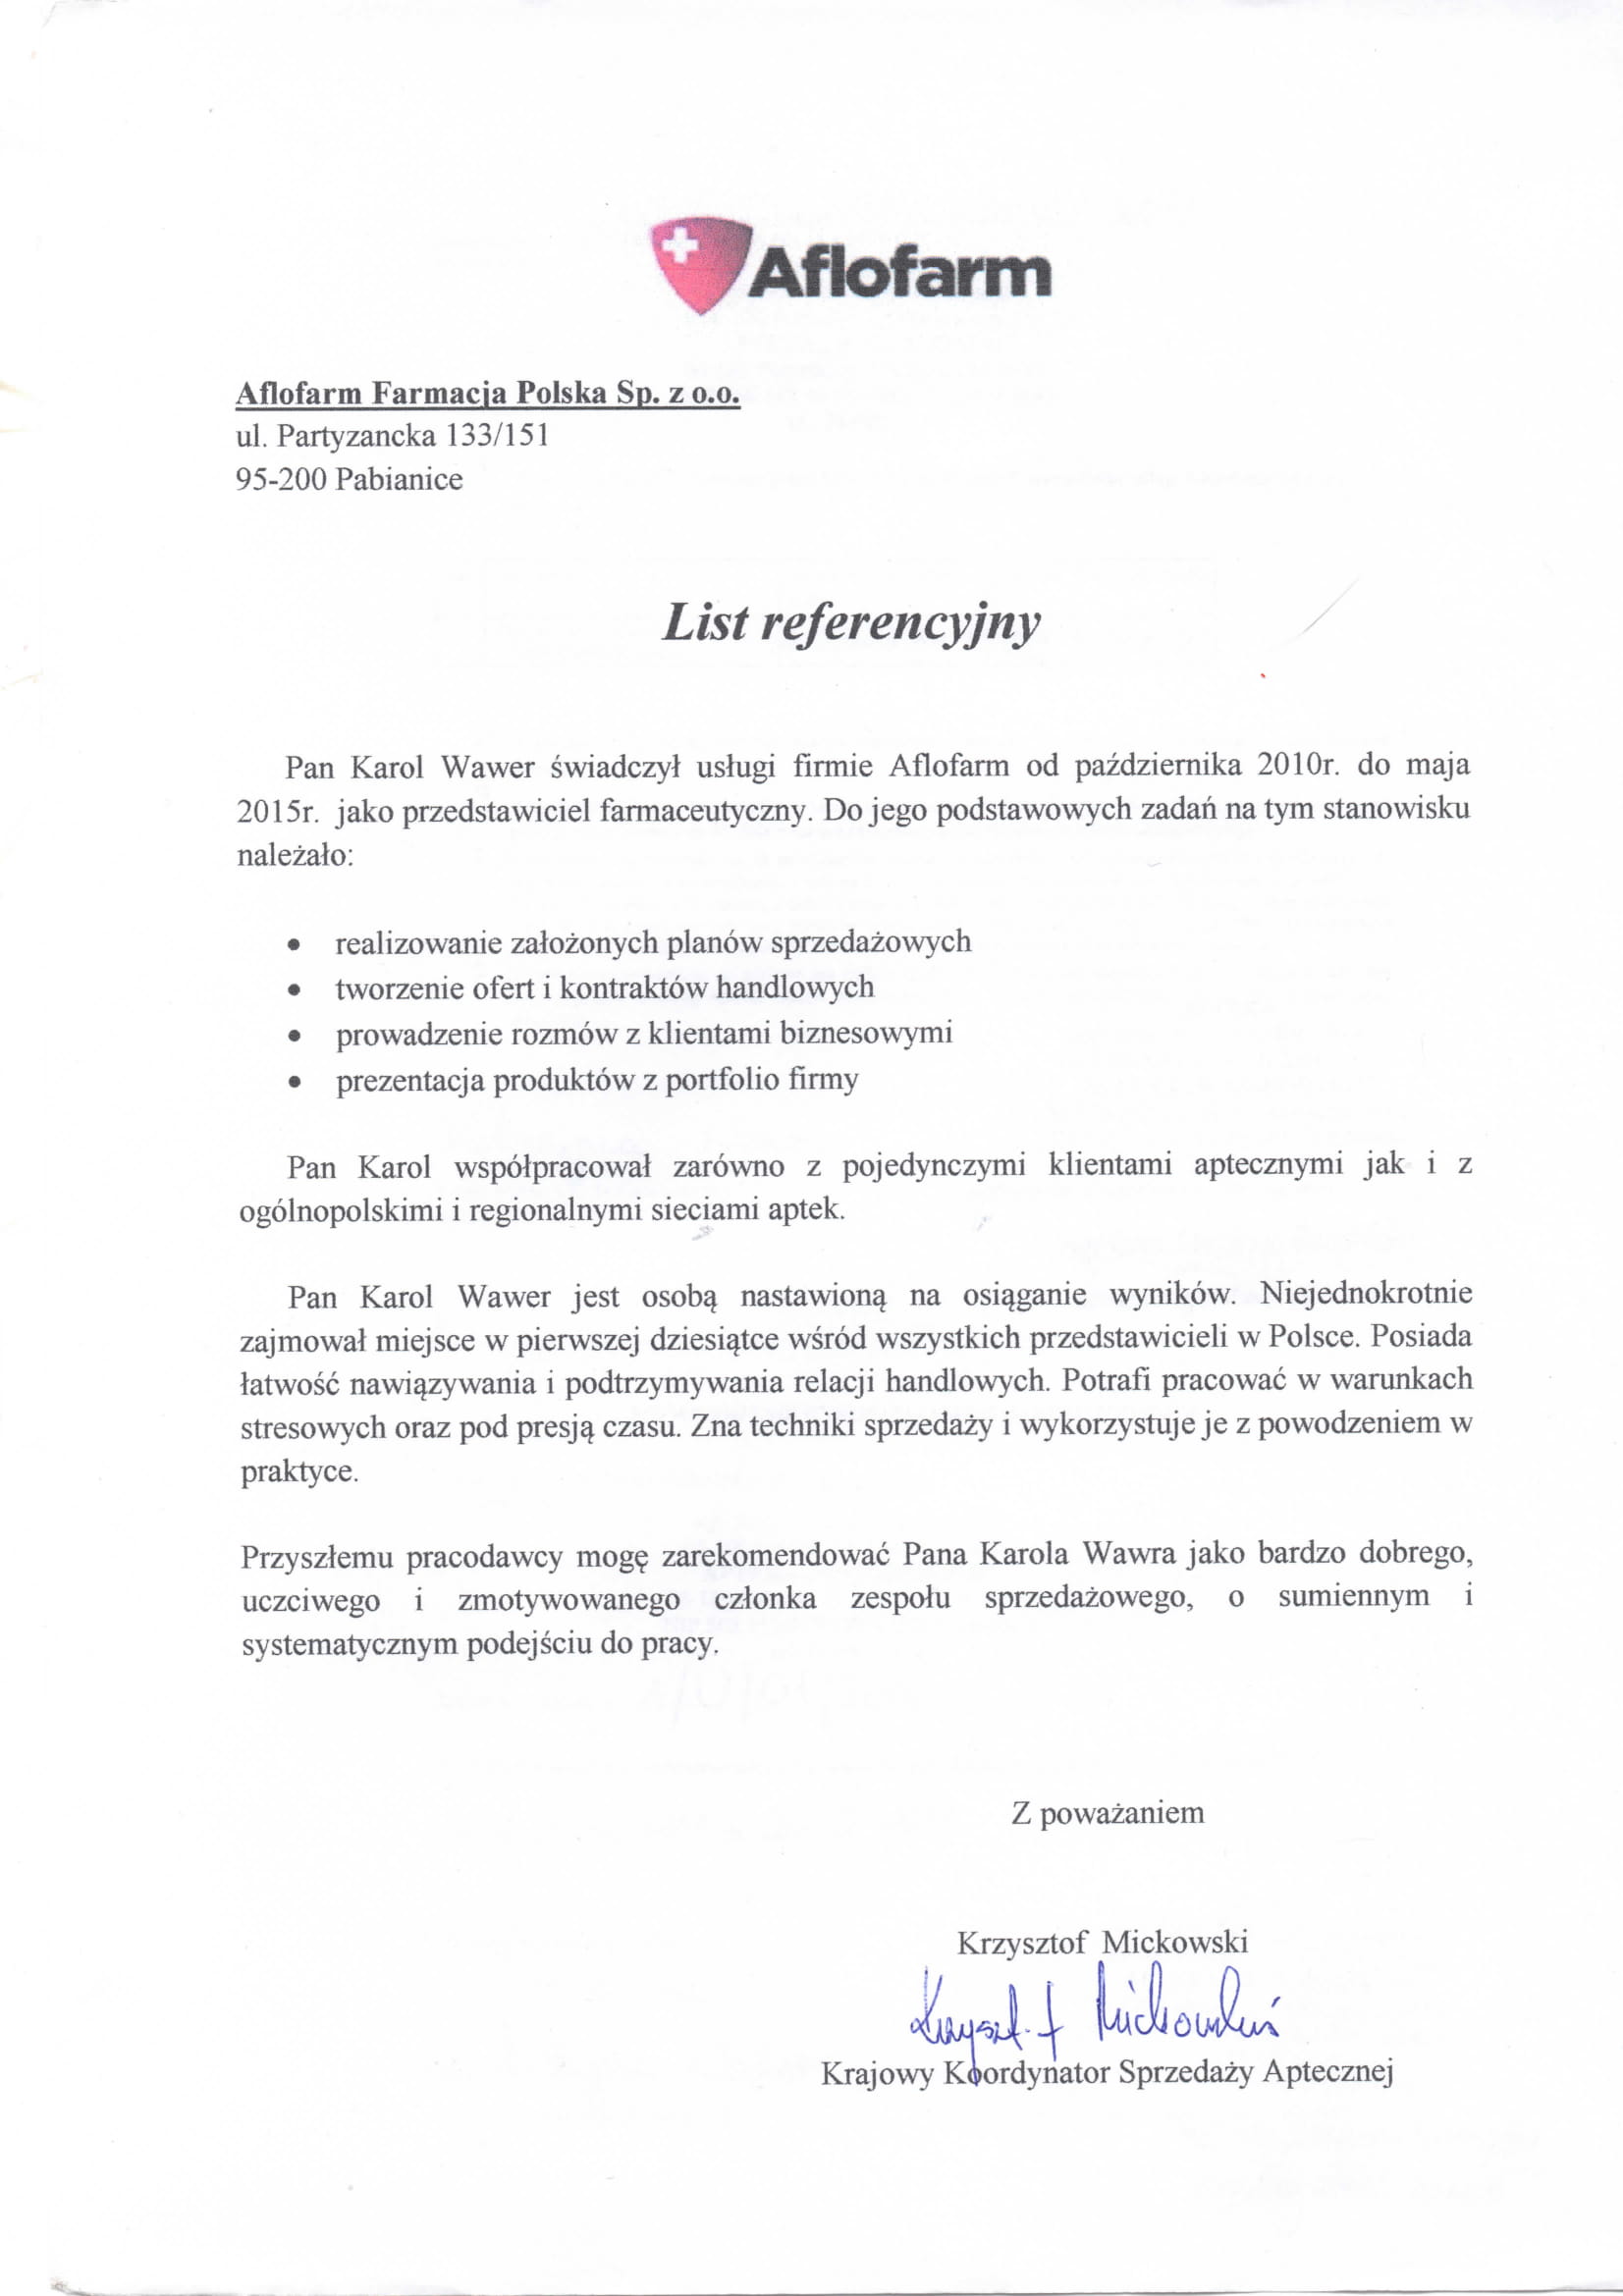 Aflofarm
Aflofarm Farmacja Polska Sp. z o.o.
ul. Partyzancka 133/151
95-200 Pabianice
List referencyjny
Pan Karol Wawer świadczył usługi firmie Aflofarm od października 2010r. do maja
2015r. jako przedstawiciel farmaceutyczny. Do jego podstawowych zadań na tym stanowisku
należało:
• realizowanie założonych planów sprzedażowych
• tworzenie ofert i kontraktów handlowych
• prowadzenie rozmów z klientami biznesowymi
• prezentacja produktów z portfolio firmy
Pan Karol współpracował zarówno z pojedynczymi klientami aptecznymi jak i z
ogólnopolskimi i regionalnymi sieciami aptek.
Pan Karol Wawer jest osobą nastawioną na osiąganie wyników. Niejednokrotnie
zajmował miejsce w pierwszej dziesiątce wśród wszystkich przedstawicieli w Polsce. Posiada
łatwość nawiązywania i podtrzymywania relacji handlowych. Potrafi pracować w warunkach
stresowych oraz pod presją czasu. Zna techniki sprzedaży i wykorzystuje je z powodzeniem w
praktyce.
Przyszłemu pracodawcy mogę zarekomendować Pana Karola Wawra jako bardzo dobrego,
uczciwego i zmotywowanego członka zespołu sprzedażowego, o sumiennym i
systematycznym podejściu do pracy.
Z poważaniem
Krzysztof Mickowski
Krzysztof Mickowski
Krajowy Koordynator Sprzedaży Aptecznej